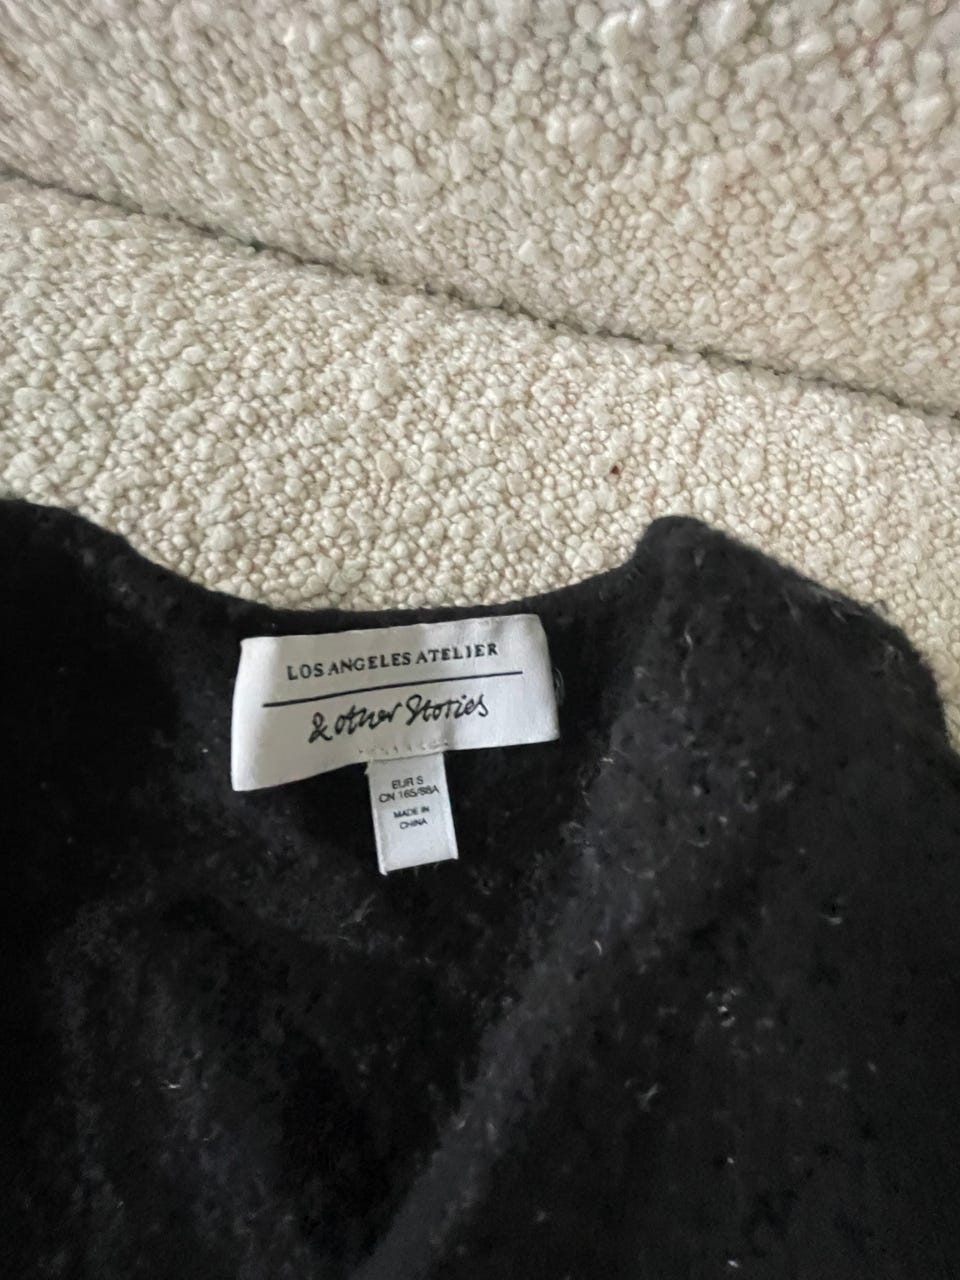 LOS ANGELES ATELIER
& other Stories
EUR S
CN 165/88A
MADE IN
CHINA